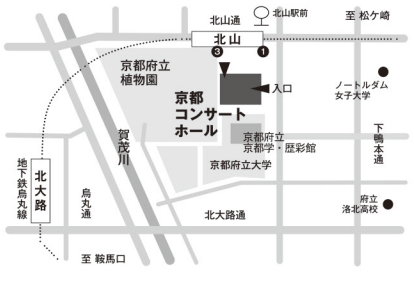 北山通
北山駅前
至 松ケ崎
北山
3
1
京都府立
植物園
入口
ノートルダム
女子大学
京都
コンサート
ホール
賀茂川
京都府立
京都学・歴彩館
下鴨本通
京都府立大学
地下鉄烏丸線
北大路
烏丸通
北大路通
府立
洛北高校
至 鞍馬口